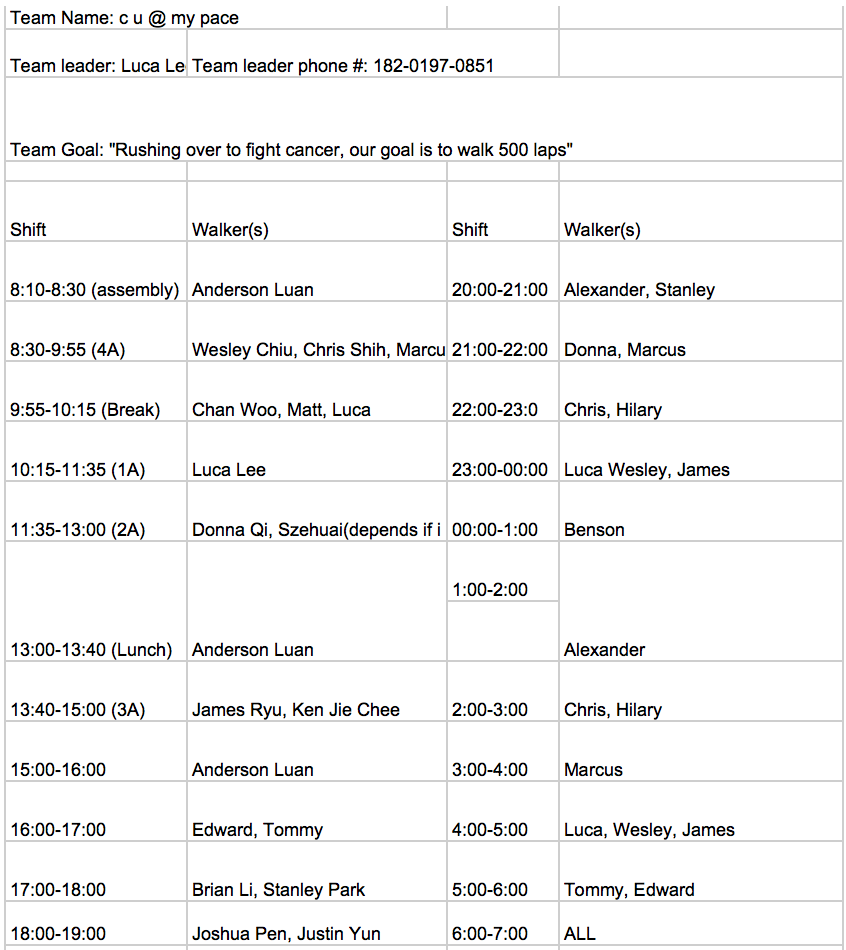 Team Name: c u @ my pace
Team leader: Luca Le Team leader phone #: 182-0197-0851
Team Goal: "Rushing over to fight cancer, our goal is to walk 500 laps"
Shift Walker(s) Shift Walker(s)
8:10-8:30 (assembly) Anderson Luan 20:00-21:00 Alexander, Stanley
8:30-9:55 (4A) Wesley Chiu, Chris Shih, Marcu 21:00-22:00 Donna, Marcus
9:55-10:15 (Break) Chan Woo, Matt, Luca 22:00-23:0 Chris, Hilary
10:15-11:35 (1A) Luca Lee 23:00-00:00 Luca Wesley, James
11:35-13:00 (2A) Donna Qi, Szehuai(depends if i 00:00-1:00 Benson
1:00-2:00
13:00-13:40 (Lunch) Anderson Luan Alexander
13:40-15:00 (3A) James Ryu, Ken Jie Chee 2:00-3:00 Chris, Hilary
15:00-16:00 Anderson Luan 3:00-4:00 Marcus
16:00-17:00 Edward, Tommy 4:00-5:00 Luca, Wesley, James
17:00-18:00 Brian Li, Stanley Park 5:00-6:00 Tommy, Edward
18:00-19:00 Joshua Pen, Justin Yun 6:00-7:00 ALL